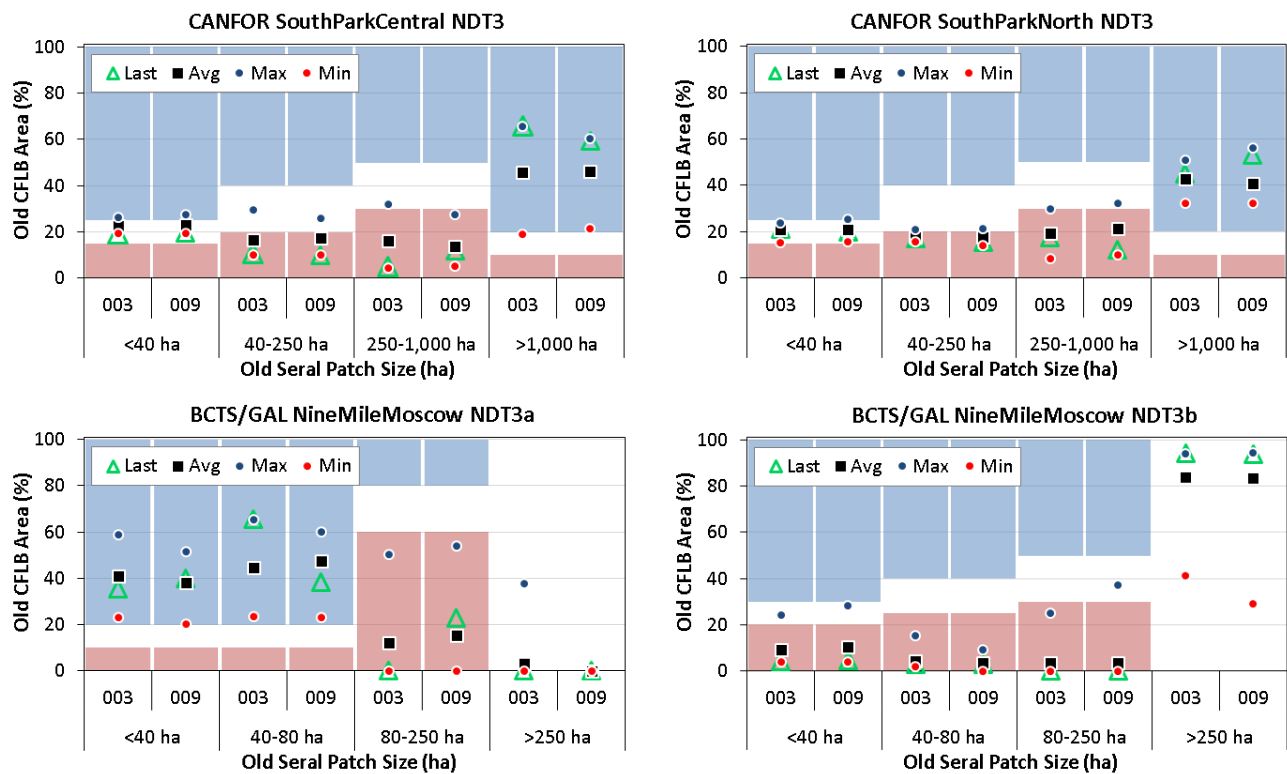 CANFOR SouthParkCentral NDT3
Old CFLB Area (%)
100
80
60
40
20
0
Last Avg Max Min
003 009 003 009 003 009 003 009
<40 ha 40-250 ha 250-1,000 ha >1,000 ha
Old Seral Patch Size (ha)
CANFOR SouthParkNorth NDT3
Old CFLB Area (%)
100
80
60
40
20
0
Last Avg Max Min
003 009 003 009 003 009 003 009
<40 ha 40-250 ha 250-1,000 ha >1,000 ha
Old Seral Patch Size (ha)
BCTS/GAL NineMileMoscow NDT3a
Old CFLB Area (%)
100
80
60
40
20
0
Last Avg Max Min
003 009 003 009 003 009 003 009
<40 ha 40-80 ha 80-250 ha >250 ha
Old Seral Patch Size (ha)
BCTS/GAL NineMileMoscow NDT3b
Old CFLB Area (%)
100
80
60
40
20
0
Last Avg Max Min
003 009 003 009 003 009 003 009
<40 ha 40-80 ha 80-250 ha >250 ha
Old Seral Patch Size (ha)